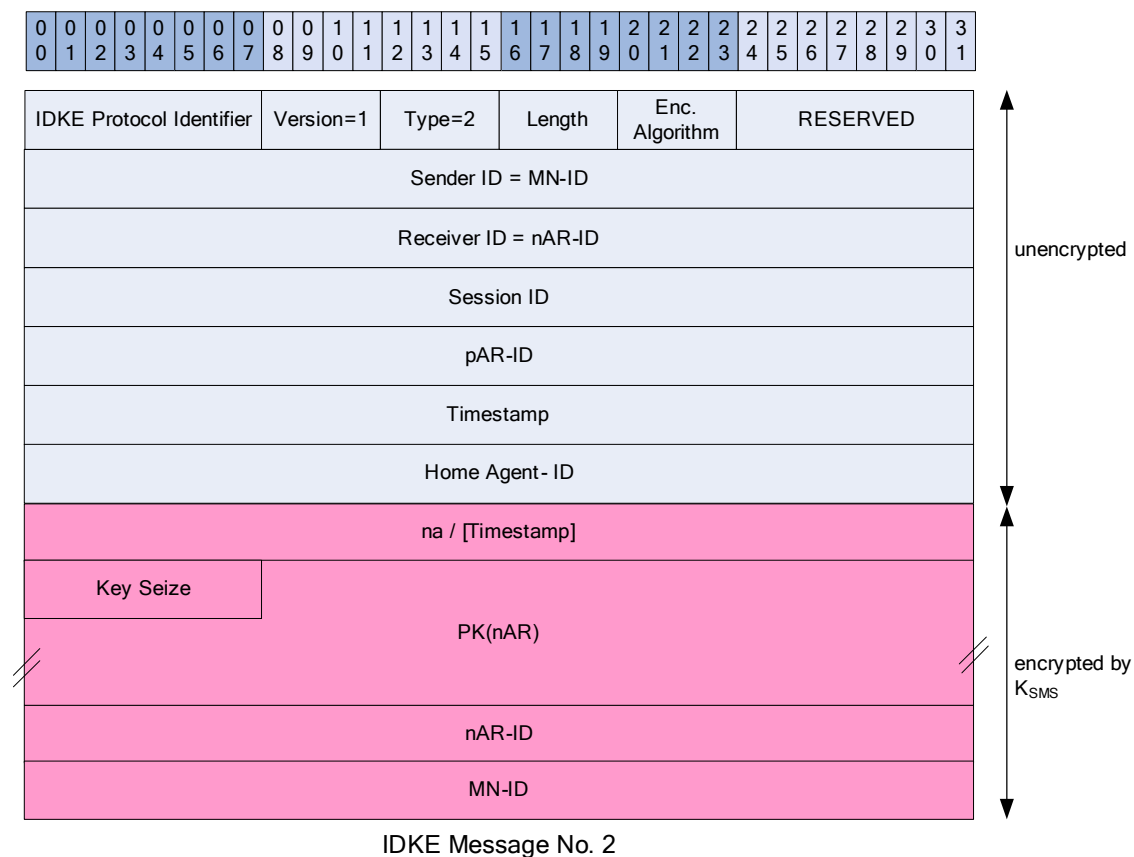 0 0 0 0 0 0 0 0 0 0 1 1 1 1 1 1 1 1 1 1 2 2 2 2 2 2 2 2 2 2 3 3
0 1 2 3 4 5 6 7 8 9 0 1 2 3 4 5 6 7 8 9 0 1 2 3 4 5 6 7 8 9 0 1
IDKE Protocol Identifier Version=1 Type=2 Length Enc. Algorithm RESERVED
Sender ID = MN-ID
Receiver ID = nAR-ID
unencrypted
Session ID
pAR-ID
Timestamp
Home Agent- ID
na / [Timestamp]
Key Seize
PK(nAR)
encrypted by
KSMS
nAR-ID
MN-ID
IDKE Message No. 2